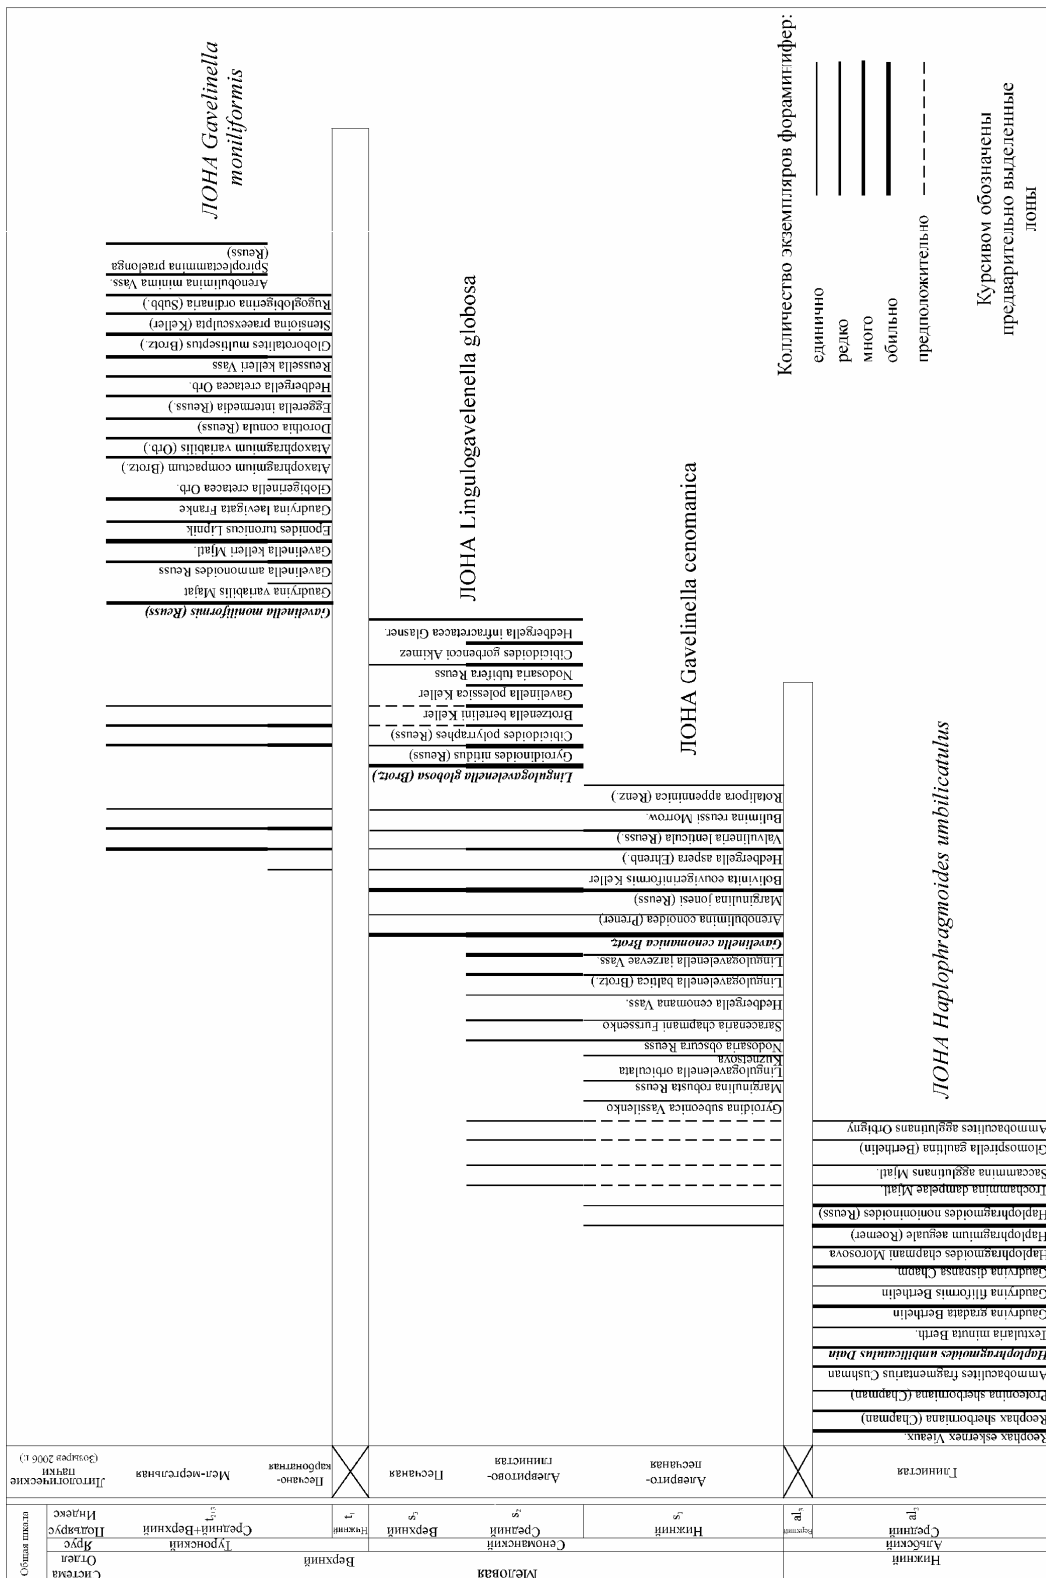 ЛОНА Gavelinella
moniliformis
ЛОНА Lingulogavelenella globosa
ЛОНА Gavelinella cenomanica
ЛОНА Haplophragmoides umbilicatulus
Колличество экземпляров фораминифер:
единично
редко
много
обильно
предположительно
Курсивом обозначены
предварительно выделенные
лоны
Spiroplectammina praelonga
(Reuss)
Arenobulimina minima Vass.
Rugoglobigerina ordinaria (Subb.)
Stensioina praeexsculpta (Keller)
Globorotalites multiseptus (Brotz.)
Reussella kelleri Vass
Hedbergella cretacea Orb.
Eggerella intermedia (Reuss.)
Dorothia conula (Reuss)
Ataxophragmium variabilis (Orb.)
Ataxophragmium compactum (Brotz.)
Globigerinella cretacea Orb.
Gaudryina laevigata Franke
Eponides turonicus Lipnik
Gavelinella kelleri Mjatl.
Gavelinella ammonoides Reuss
Gaudryina variabilis Majat
Gavelinella moniliformis (Reuss)
Hedbergella infracretacea Glasner.
Cibicidoides gorbencoi Akimez
Nodosaria tubifera Reuss
Gavelinella polessica Keller
Brotzenella bertelini Keller
Cibicidoides polyrraphes (Reuss)
Gyroidinoides nitidus (Reuss)
Lingulogavelenella globosa (Brotz.)
Rotalipora appenninica (Renz.)
Bulimina reussi Morrow.
Valvulineria lenticula (Reuss.)
Hedbergella aspera (Ehrenb.)
Bolivinita eouvigeriniformis Keller
Marginulina jonesi (Reuss)
Arenobulimina conoidea (Prener)
Gavelinella cenomanica Brotz
Lingulogavelenella jarzevae Vass.
Lingulogavelenella baltica (Brotz.)
Hedbergella cenomana Vass.
Saracenaria chapmani Furssenko
Nodosaria obscura Reuss
Lingulogavelenella orbiculata
Kuznetsova
Marginulina robusta Reuss
Gyroidina subconica Vassilenko
Ammobaculites agglutinans Orbigny
Glomospirella gaultina (Berthelin)
Saccammina agglutinans Mjatl.
Trochammina dampelae Mjatl.
Haplophragmoides nonioninoides (Reuss)
Haplophragmium aeguale (Roemer)
Haplophragmoides chapmani Morosova
Gaudryina dispansa Chapm.
Gaudryina filiformis Berthelin
Gaudryina gradata Berthelin
Textularia minuta Berth.
Haplophragmoides umbilicatulus Dain
Ammobaculites fragmentarius Cushman
Proteonina sherborniana (Chapman)
Reophax sherborniana (Chapman)
Reophax eskernex Vieaux.
Литологические
пачки
(Зозырев 2006 г.)
Мел-мергельная
Песчано-
карбонатная
Песчаная
Алевритово-
глинистая
Алеврито-
песчаная
Глинистая
Общая шкала
Система
Отдел
Ярус
Подъярус
Индекс
Меловая
Верхний
Нижний
Туронский
Сеноманский
Альбский
Средний+Верхний
Нижний
Верхний
Средний
Нижний
Верхний
Средний
t2+3
t1
s3
s2
s1
al3
al2